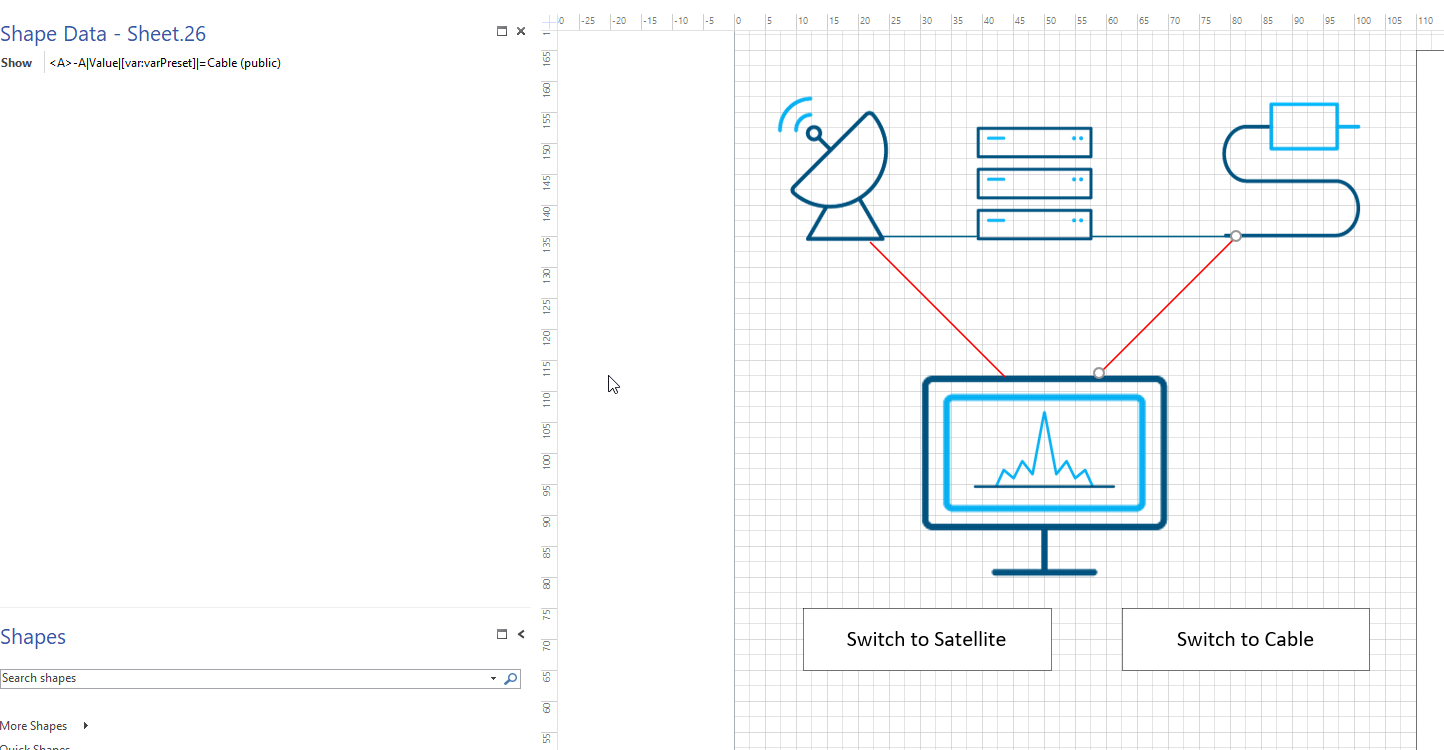 Shape Data - Sheet.26
Show <A>-A|Value|[var:varPreset]|=Cable (public)
Shapes
Search shapes
More Shapes
Quick Shapes
0 -25 -20 -15 -10 -5 0 5 10 15 20 25 30 35 40 45 50 55 60 65 70 75 80 85 90 95 100 105 110
165
160
155
150
145
140
135
130
125
120
115
110
105
100
95
90
85
80
75
70
65
60
55
Switch to Satellite
Switch to Cable